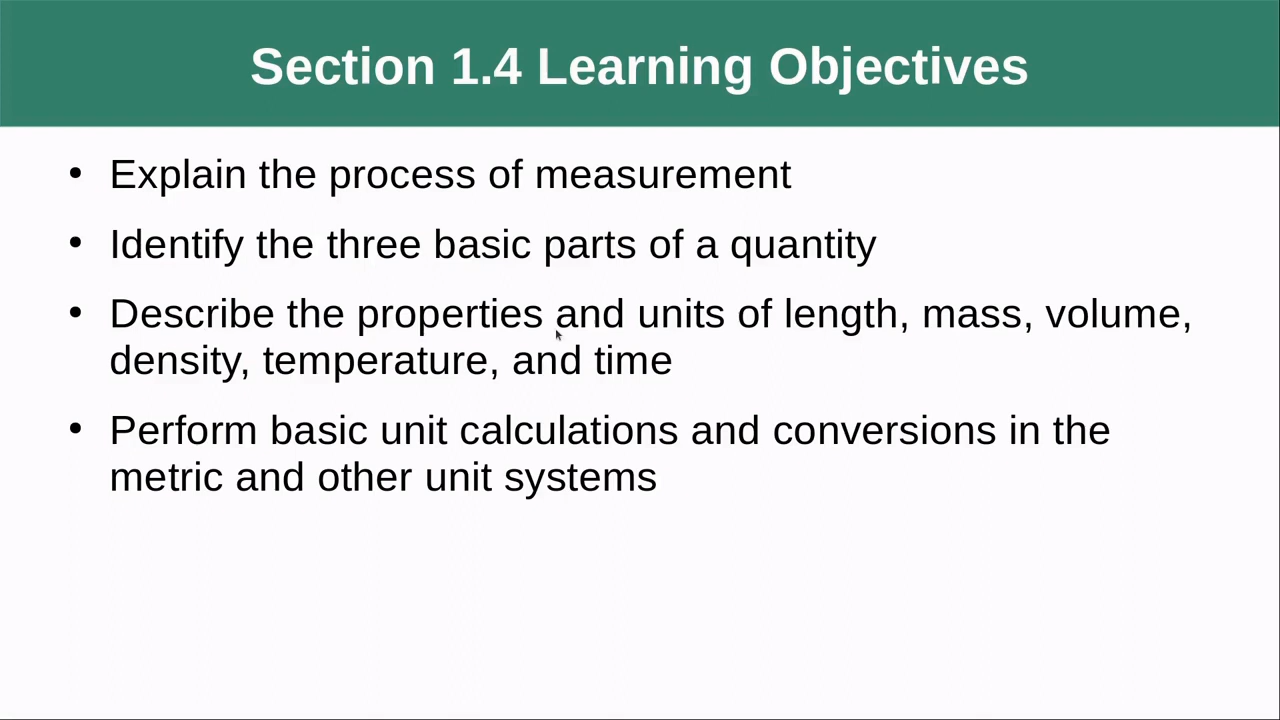 Section 1.4 Learning Objectives
• Explain the process of measurement
• Identify the three basic parts of a quantity
• Describe the properties and units of length, mass, volume,
density, temperature, and time
• Perform basic unit calculations and conversions in the
metric and other unit systems